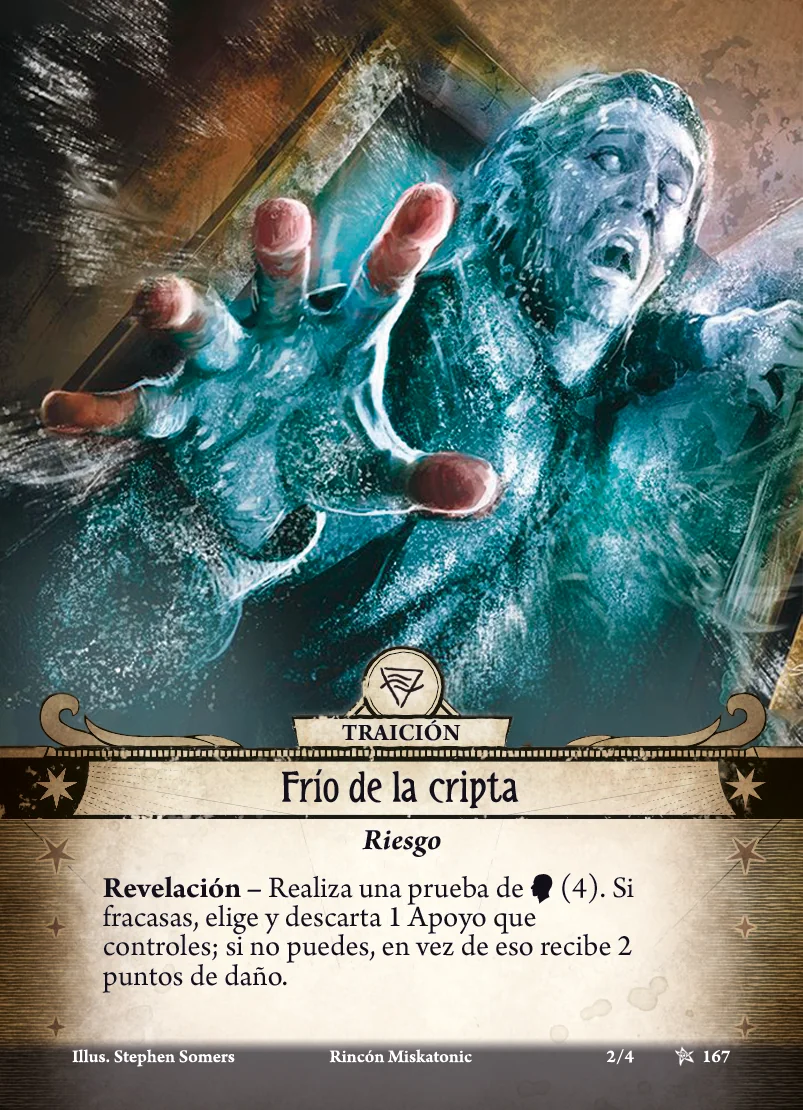 TRAICIÓN
Frío de la cripta
Riesgo
Revelación – Realiza una prueba de (4). Si
fracasas, elige y descarta 1 Apoyo que
controles; si no puedes, en vez de eso recibe 2
puntos de daño.
Illus. Stephen Somers Rincón Miskatonic 2/4 167